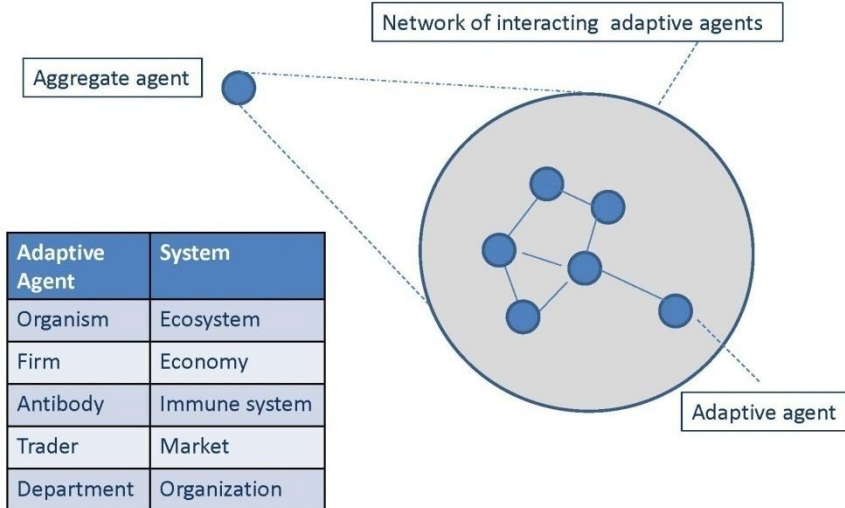 Network of interacting adaptive agents
Aggregate agent
Adaptive Agent System
Organism Ecosystem
Firm Economy
Antibody Immune system
Trader Market
Department Organization
Adaptive agent